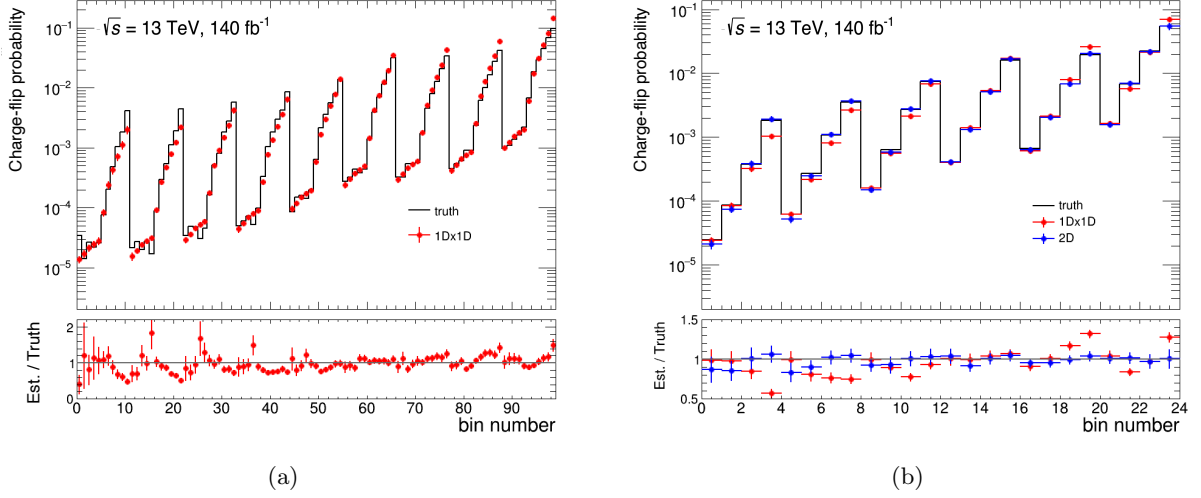 √s = 13 TeV, 140 fb⁻¹
Charge-flip probability
10⁻¹
10⁻²
10⁻³
10⁻⁴
10⁻⁵
truth
1Dx1D
Est. / Truth
2
1
0
0 10 20 30 40 50 60 70 80 90
bin number
(a)
√s = 13 TeV, 140 fb⁻¹
Charge-flip probability
10⁻¹
10⁻²
10⁻³
10⁻⁴
10⁻⁵
truth
1Dx1D
2D
Est. / Truth
1.5
1
0.5
0 2 4 6 8 10 12 14 16 18 20 22 24
bin number
(b)